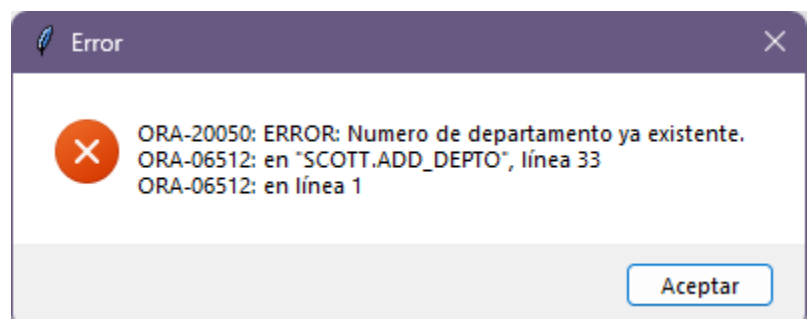 Error
ORA-20050: ERROR: Numero de departamento ya existente.
ORA-06512: en "SCOTT.ADD_DEPTO", línea 33
ORA-06512: en línea 1
Aceptar